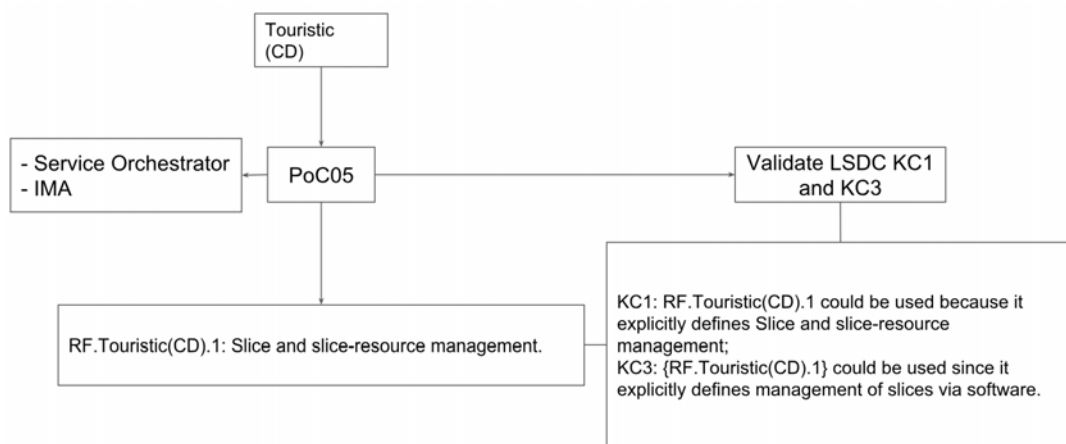 Touristic
(CD)
- Service Orchestrator
- IMA
PoC05
Validate LSDC KC1
and KC3
RF.Touristic(CD).1: Slice and slice-resource management.
KC1: RF.Touristic(CD).1 could be used because it
explicitly defines Slice and slice-resource
management;
KC3: {RF.Touristic(CD).1} could be used since it
explicitly defines management of slices via software.